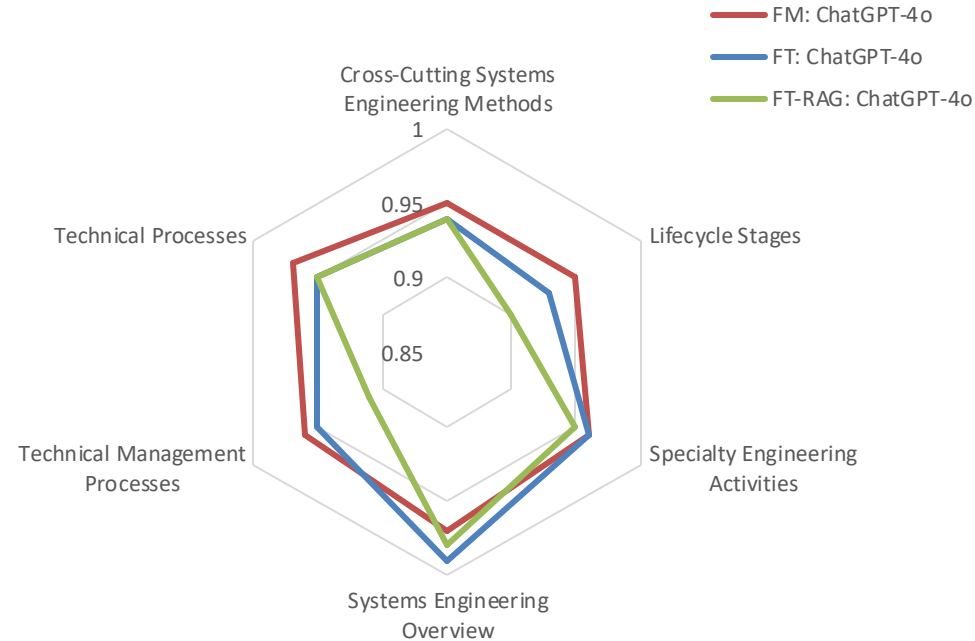 FM: ChatGPT-4o
FT: ChatGPT-4o
FT-RAG: ChatGPT-4o
Cross-Cutting Systems
Engineering Methods
1
0.95
0.9
0.85
Technical Processes
Lifecycle Stages
Technical Management
Processes
Specialty Engineering
Activities
Systems Engineering
Overview